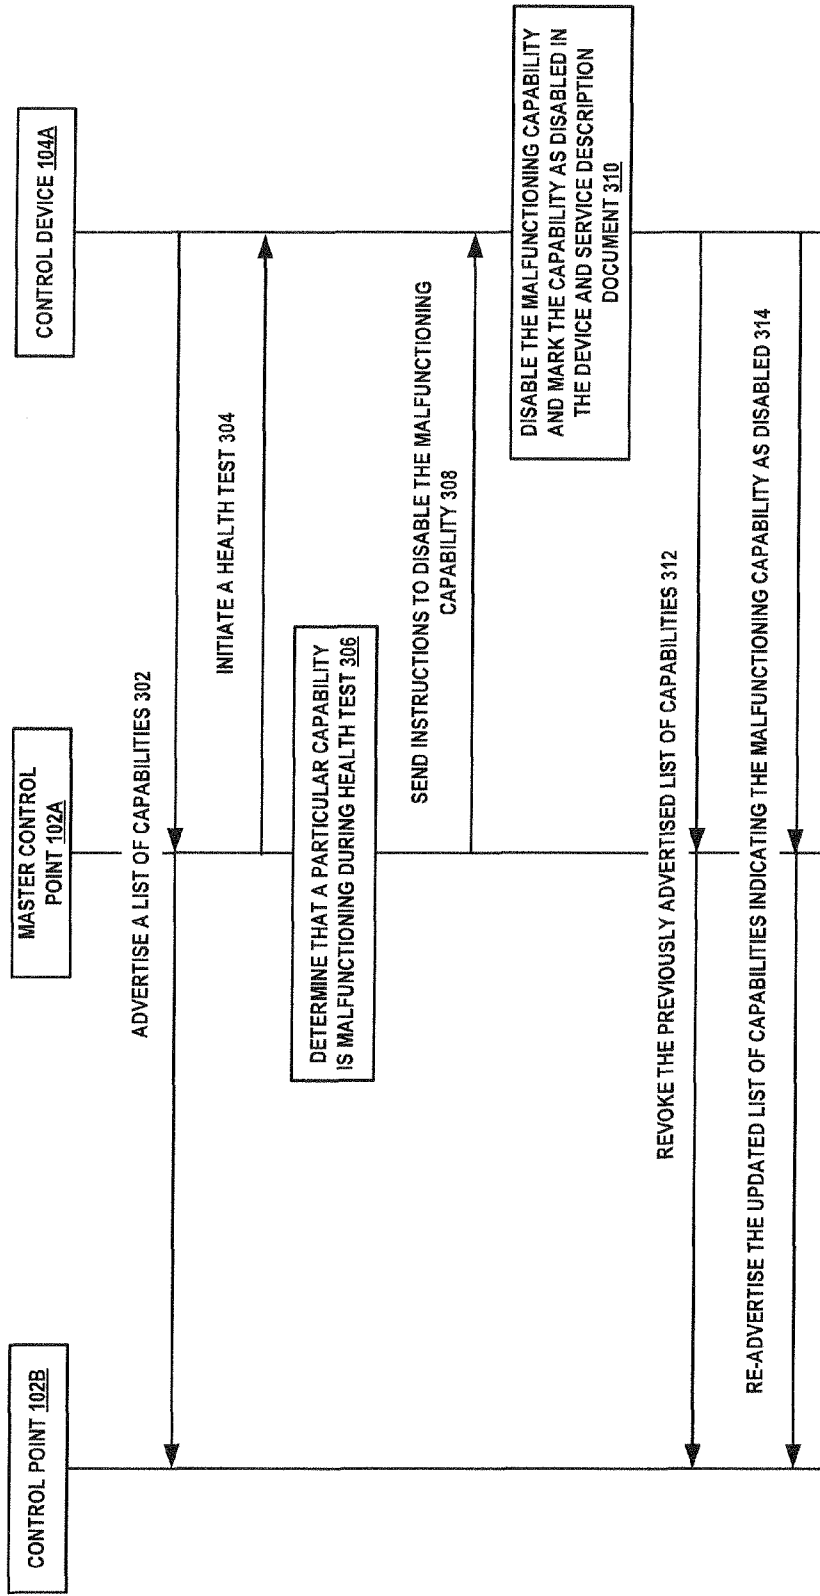 CONTROL POINT 102B
MASTER CONTROL
POINT 102A
CONTROL DEVICE 104A
ADVERTISE A LIST OF CAPABILITIES 302
INITIATE A HEALTH TEST 304
DETERMINE THAT A PARTICULAR CAPABILITY
IS MALFUNCTIONING DURING HEALTH TEST 306
SEND INSTRUCTIONS TO DISABLE THE MALFUNCTIONING
CAPABILITY 308
DISABLE THE MALFUNCTIONING CAPABILITY
AND MARK THE CAPABILITY AS DISABLED IN
THE DEVICE AND SERVICE DESCRIPTION
DOCUMENT 310
REVOKE THE PREVIOUSLY ADVERTISED LIST OF CAPABILITIES 312
RE-ADVERTISE THE UPDATED LIST OF CAPABILITIES INDICATING THE MALFUNCTIONING CAPABILITY AS DISABLED 314